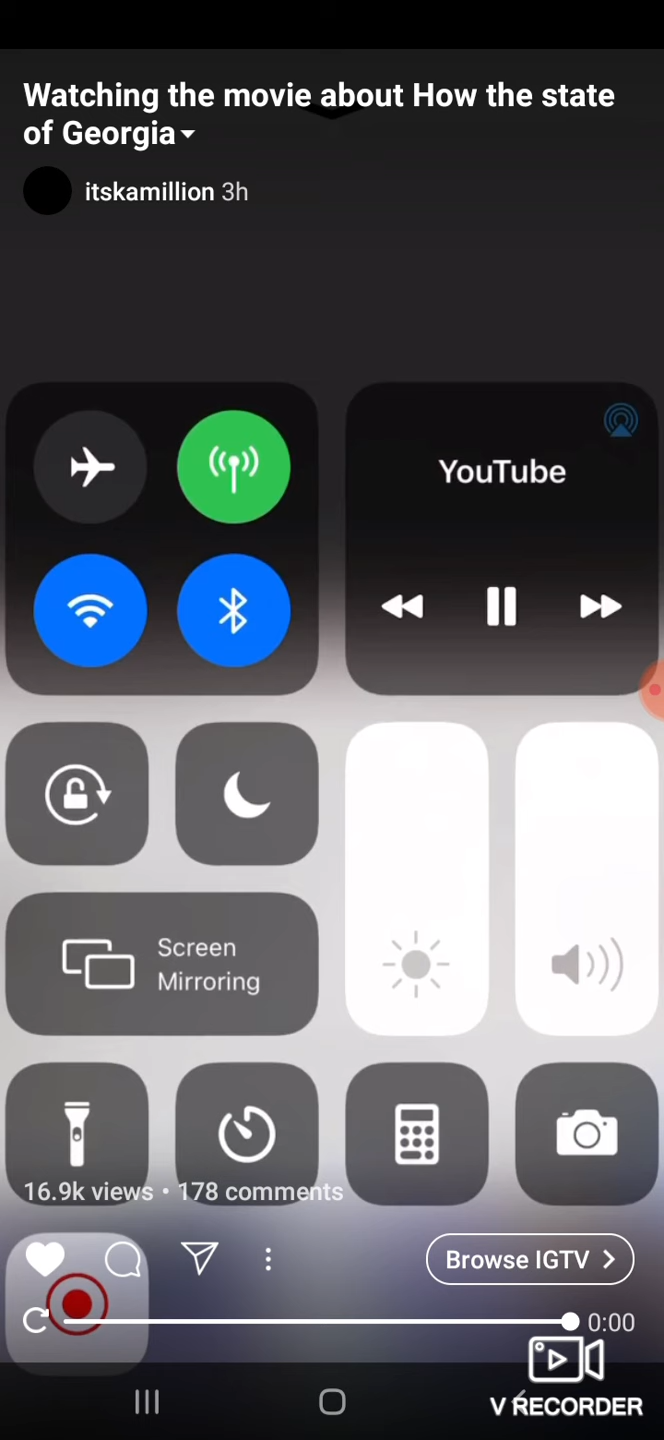 Watching the movie about How the state
of Georgia
itskamillion 3h
YouTube
Screen
Mirroring
16.9k views • 178 comments
Browse IGTV
0:00
V RECORDER